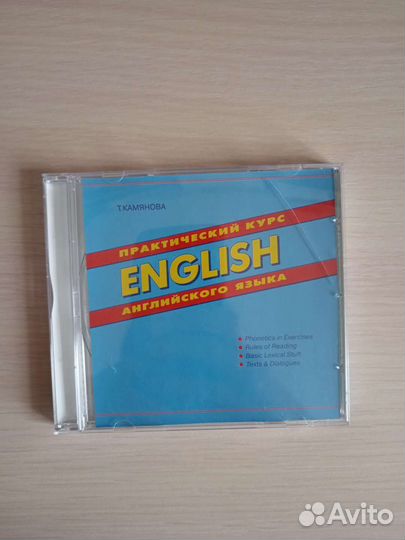 Т.КАМЯНОВА
ПРАКТИЧЕСКИЙ КУРС
ENGLISH
АНГЛИЙСКОГО ЯЗЫКА
• Phonetics in Exercises
• Rules of Reading
• Basic Lexical Stuff
• Texts & Dialogues
Avito